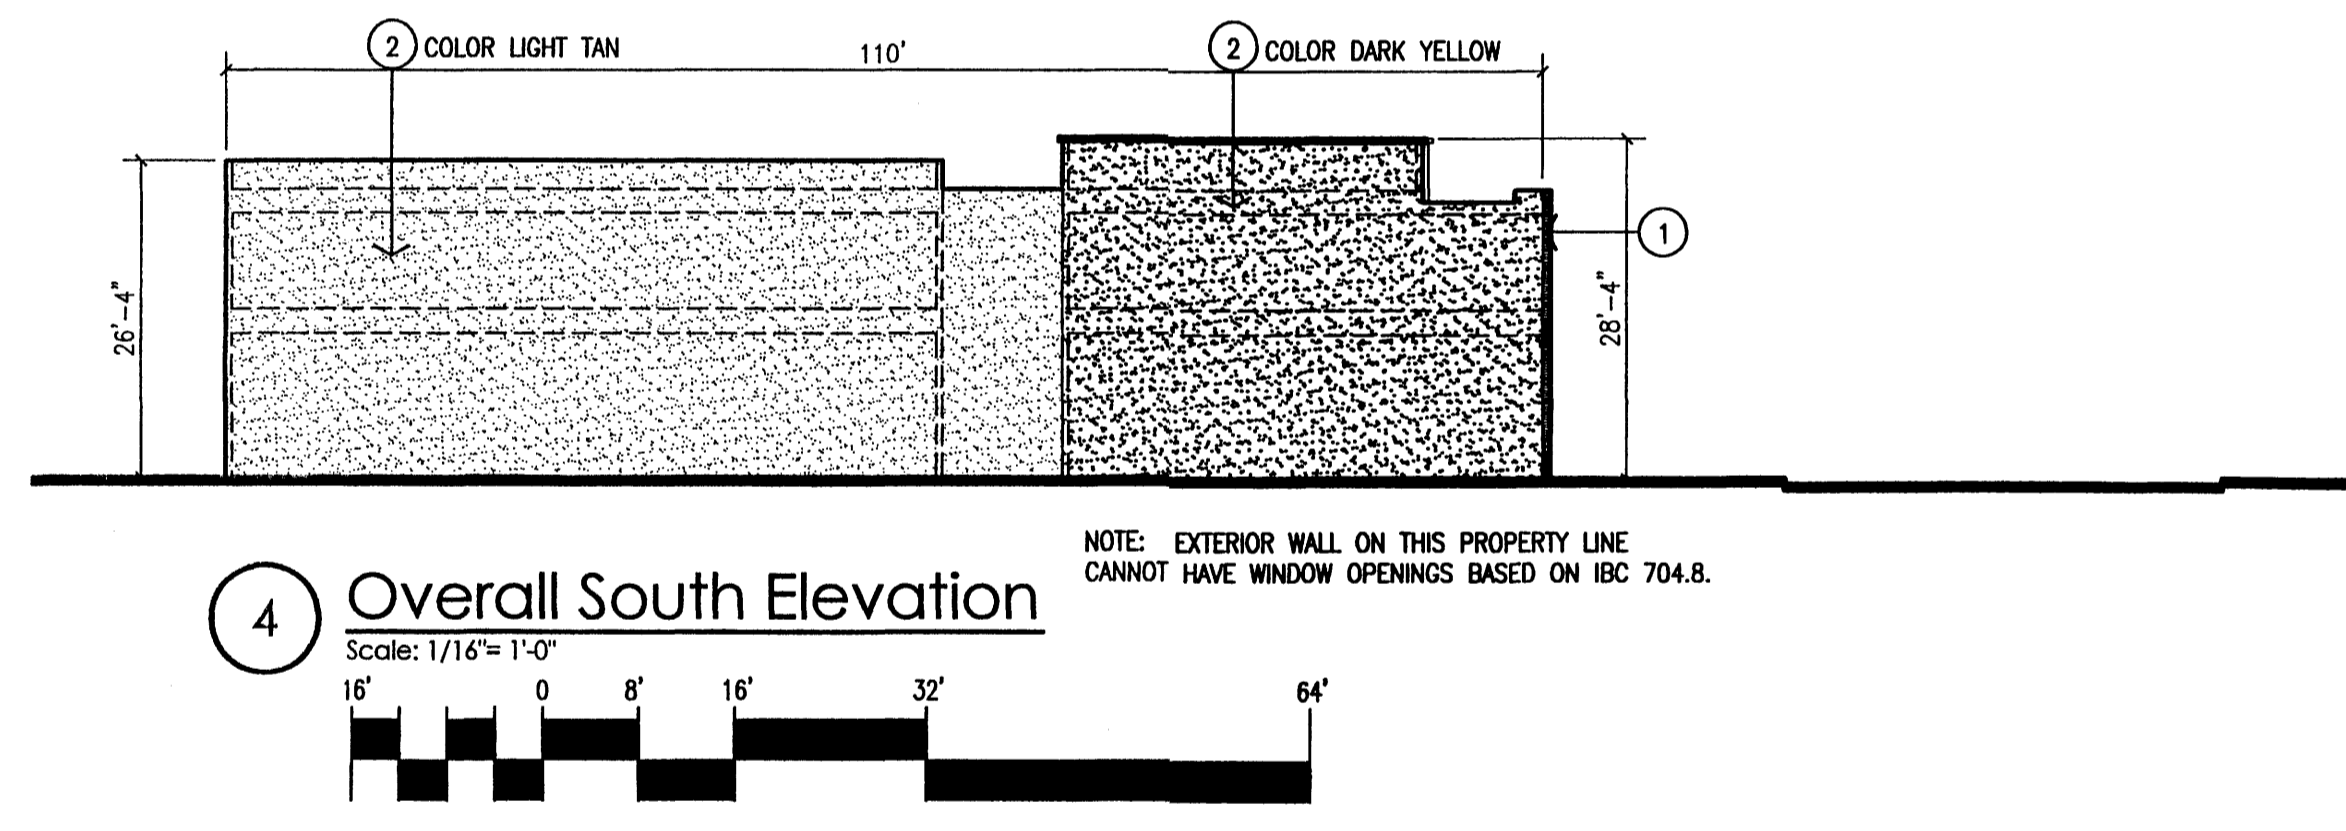 2 COLOR LIGHT TAN
110'
2 COLOR DARK YELLOW
1
26'-4"
28'-4"
NOTE: EXTERIOR WALL ON THIS PROPERTY LINE
CANNOT HAVE WINDOW OPENINGS BASED ON IBC 704.8.
4 Overall South Elevation
Scale: 1/16"= 1'-0"
16' 0 8' 16' 32' 64'